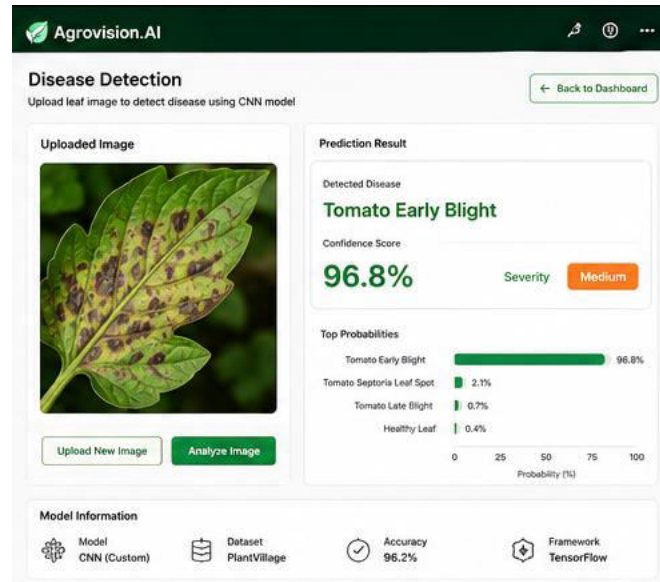 Agrovision.AI
Disease Detection
Upload leaf image to detect disease using CNN model
← Back to Dashboard
Uploaded Image
Upload New Image
Analyze Image
Prediction Result
Detected Disease
Tomato Early Blight
Confidence Score
96.8%
Severity
Medium
Top Probabilities
Tomato Early Blight 96.8%
Tomato Septoria Leaf Spot 2.1%
Tomato Late Blight 0.7%
Healthy Leaf 0.4%
0 25 50 75 100
Probability (%)
Model Information
Model
CNN (Custom)
Dataset
PlantVillage
Accuracy
96.2%
Framework
TensorFlow